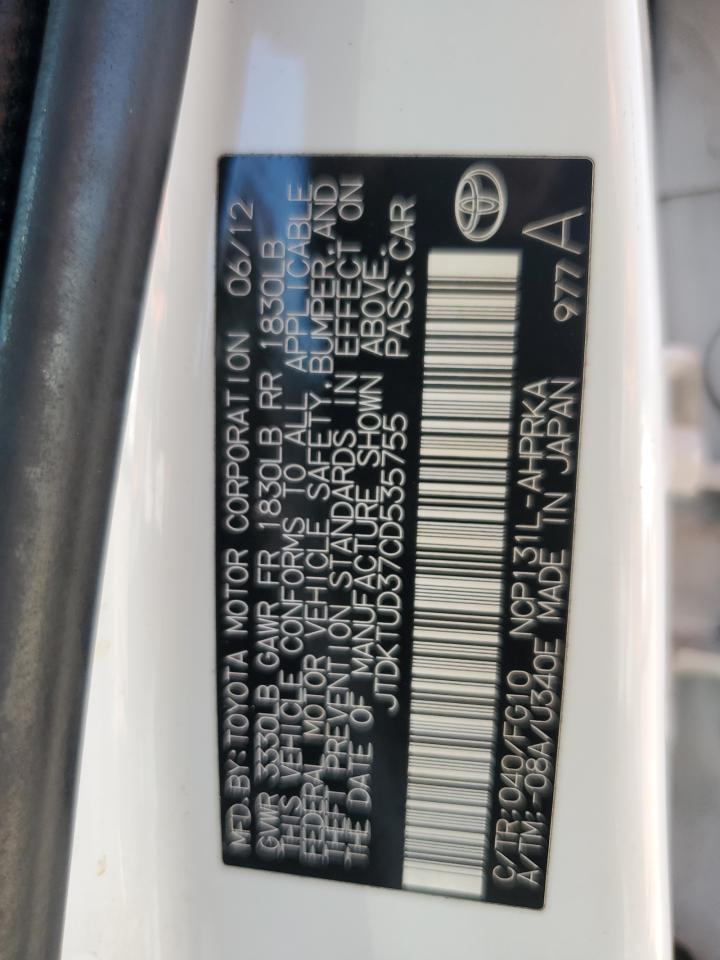 MFD.BY:TOYOTA MOTOR CORPORATION 06/12
GVWR 3330LB GAWR FR 1830LB RR 1830LB
THIS VEHICLE CONFORMS TO ALL APPLICABLE
FEDERAL MOTOR VEHICLE SAFETY,BUMPER,AND
THEFT PREVENTION STANDARDS IN EFFECT ON
THE DATE OF MANUFACTURE SHOWN ABOVE.
JTDKTUD37CD535755 PASS.CAR
C/TR:040/FG10 NCP131L-AHPRKA
A/TM:-08A/U340E MADE IN JAPAN
977 A